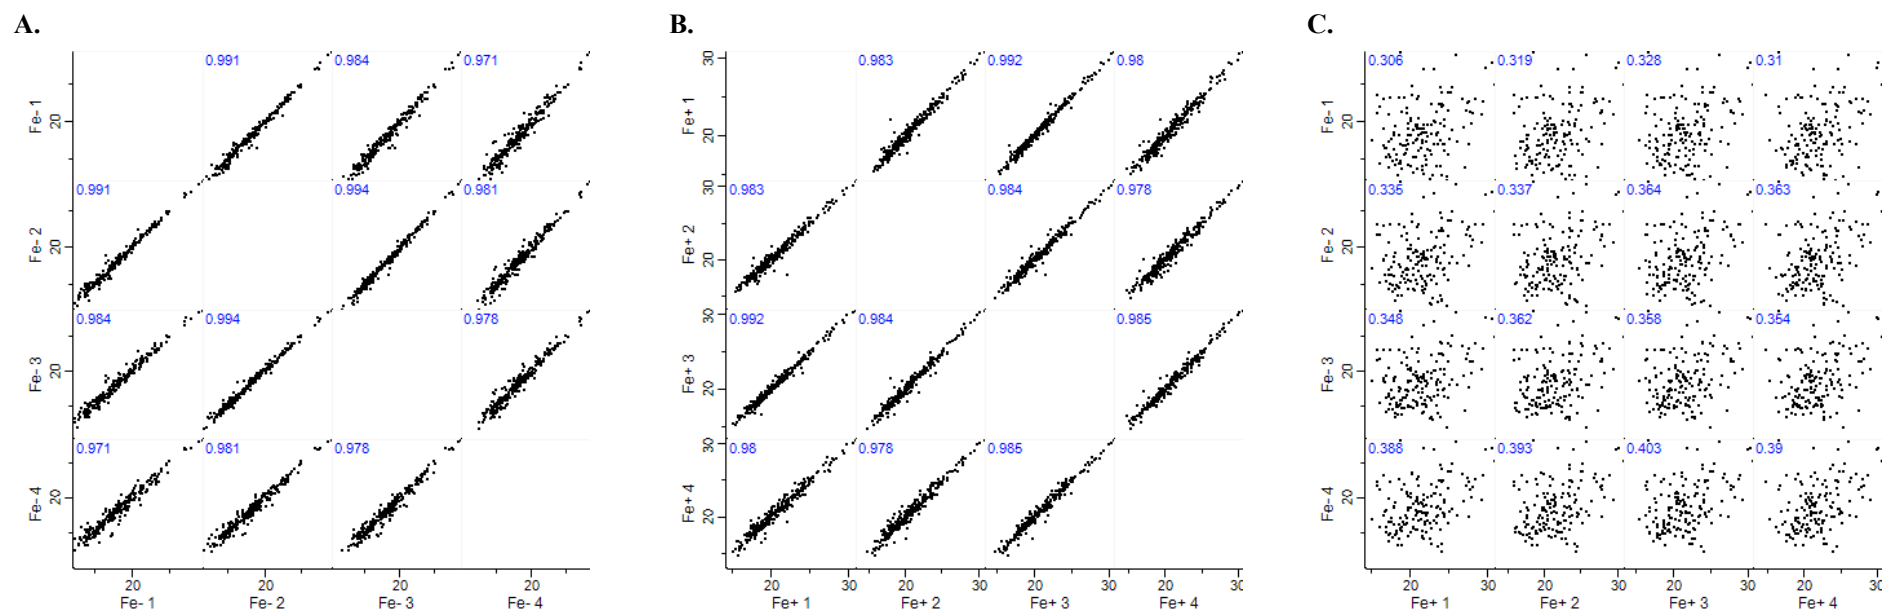 A.
0.991 0.984 0.971
Fe- 1 20
0.991 0.994 0.981
Fe- 2 20
0.984 0.994 0.978
Fe- 3 20
0.971 0.981 0.978
Fe- 4 20
20 20 20 20
Fe- 1 Fe- 2 Fe- 3 Fe- 4
B.
0.983 0.992 0.98
Fe+ 1 20 30
0.983 0.984 0.978
Fe+ 2 20 30
0.992 0.984 0.985
Fe+ 3 20 30
0.98 0.978 0.985
Fe+ 4 20 30
20 30 20 30 20 30 20 30
Fe+ 1 Fe+ 2 Fe+ 3 Fe+ 4
C.
0.306 0.319 0.328 0.31
Fe- 1 20
0.335 0.337 0.364 0.363
Fe- 2 20
0.348 0.362 0.358 0.354
Fe- 3 20
0.388 0.393 0.403 0.39
Fe- 4 20
20 30 20 30 20 30 20 30
Fe+ 1 Fe+ 2 Fe+ 3 Fe+ 4